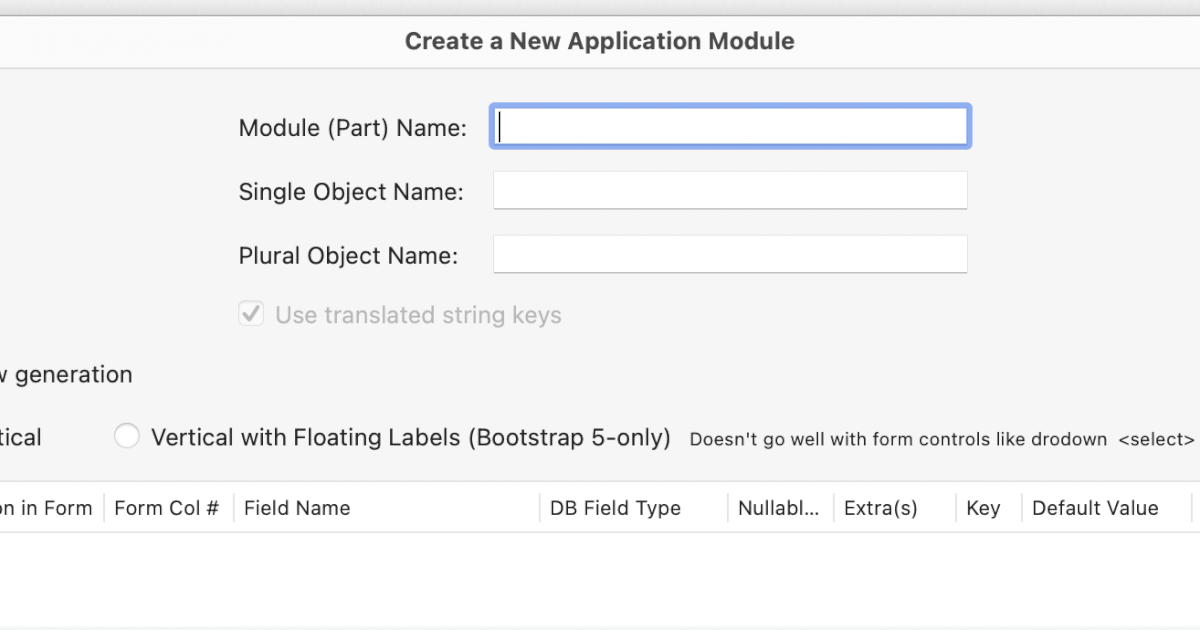 Create a New Application Module
Module (Part) Name:
Single Object Name:
Plural Object Name:
Use translated string keys
generation
Vertical with Floating Labels (Bootstrap 5-only) Doesn't go well with form controls like drodown <select>
in Form Form Col # Field Name DB Field Type Nullabl... Extra(s) Key Default Value